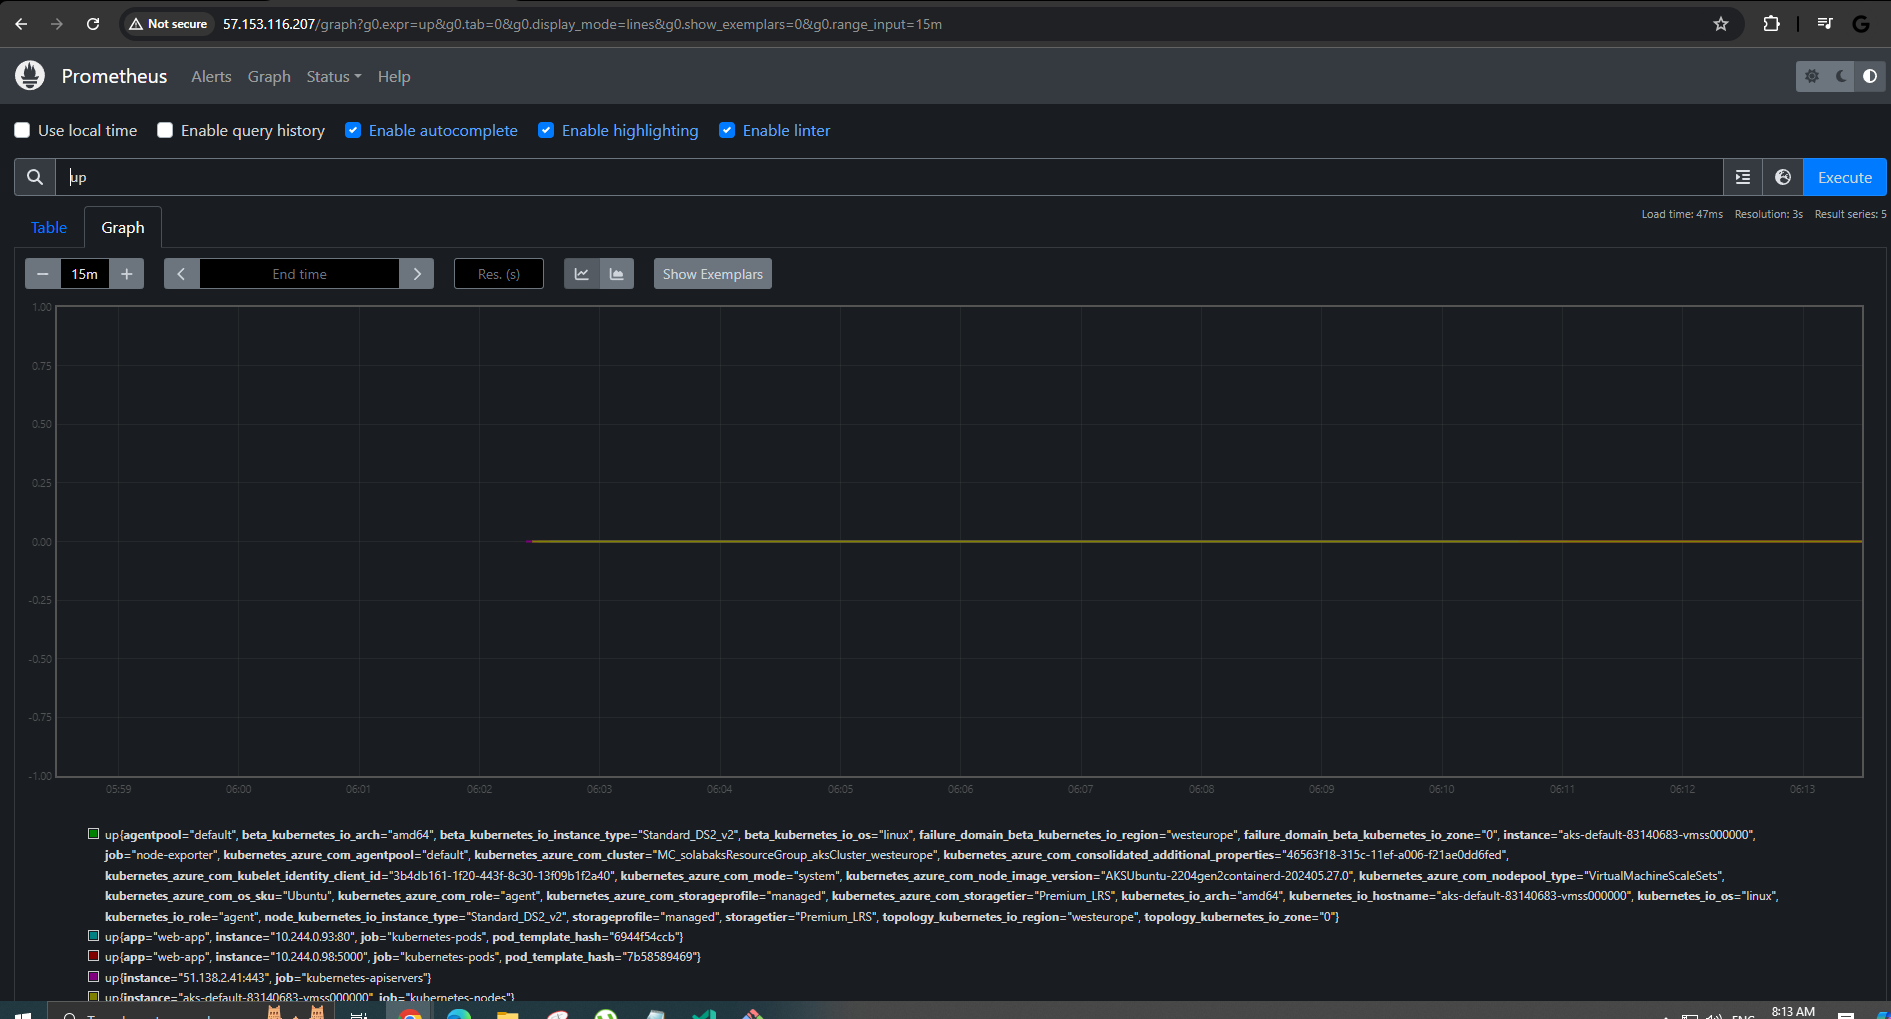 Not secure 57.153.116.207/graph?g0.expr=up&g0.tab=0&g0.display_mode=lines&g0.show_exemplars=0&g0.range_input=15m
Prometheus Alerts Graph Status Help
Use local time Enable query history Enable autocomplete Enable highlighting Enable linter
up Execute
Load time: 47ms Resolution: 3s Result series: 5
Table Graph
− 15m + End time Res. (s) Show Exemplars
1.00
0.75
0.50
0.25
0.00
-0.25
-0.50
-0.75
-1.00
05:59 06:00 06:01 06:02 06:03 06:04 06:05 06:06 06:07 06:08 06:09 06:10 06:11 06:12 06:13
up{agentpool="default", beta_kubernetes_io_arch="amd64", beta_kubernetes_io_instance_type="Standard_DS2_v2", beta_kubernetes_io_os="linux", failure_domain_beta_kubernetes_io_region="westeurope", failure_domain_beta_kubernetes_io_zone="0", instance="aks-default-83140683-vmss000000",
job="node-exporter", kubernetes_azure_com_agentpool="default", kubernetes_azure_com_cluster="MC_solabaksResourceGroup_aksCluster_westeurope", kubernetes_azure_com_consolidated_additional_properties="46563f18-315c-11ef-a006-f21ae0dd6fed",
kubernetes_azure_com_kubelet_identity_client_id="3b4db161-1f20-443f-8c30-13f09b1f2a40", kubernetes_azure_com_mode="system", kubernetes_azure_com_node_image_version="AKSUbuntu-2204gen2containerd-202405.27.0", kubernetes_azure_com_nodepool_type="VirtualMachineScaleSets",
kubernetes_azure_com_os_sku="Ubuntu", kubernetes_azure_com_role="agent", kubernetes_azure_com_storageprofile="managed", kubernetes_azure_com_storagetier="Premium_LRS", kubernetes_io_arch="amd64", kubernetes_io_hostname="aks-default-83140683-vmss000000", kubernetes_io_os="linux",
kubernetes_io_role="agent", node_kubernetes_io_instance_type="Standard_DS2_v2", storageprofile="managed", storagetier="Premium_LRS", topology_kubernetes_io_region="westeurope", topology_kubernetes_io_zone="0"}
up{app="web-app", instance="10.244.0.93:80", job="kubernetes-pods", pod_template_hash="6944f54ccb"}
up{app="web-app", instance="10.244.0.98:5000", job="kubernetes-pods", pod_template_hash="7b58589469"}
up{instance="51.138.2.41:443", job="kubernetes-apiservers"}
up{instance="aks-default-83140683-vmss000000", job="kubernetes-nodes"}
8:13 AM